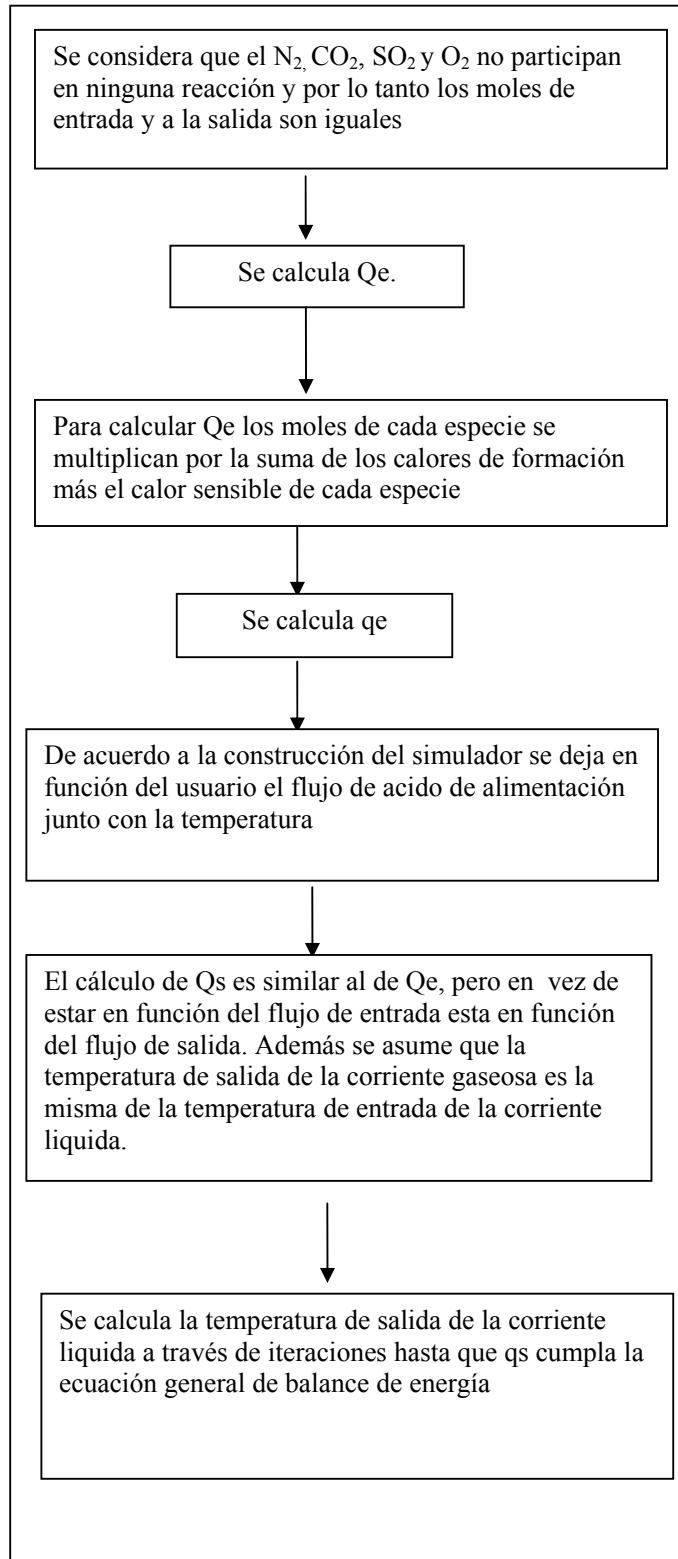 Se considera que el N₂, CO₂, SO₂ y O₂ no participan
en ninguna reacción y por lo tanto los moles de
entrada y a la salida son iguales
Se calcula Qe.
Para calcular Qe los moles de cada especie se
multiplican por la suma de los calores de formación
más el calor sensible de cada especie
Se calcula qe
De acuerdo a la construcción del simulador se deja en
función del usuario el flujo de acido de alimentación
junto con la temperatura
El cálculo de Qs es similar al de Qe, pero en vez de
estar en función del flujo de entrada esta en función
del flujo de salida. Además se asume que la
temperatura de salida de la corriente gaseosa es la
misma de la temperatura de entrada de la corriente
liquida.
Se calcula la temperatura de salida de la corriente
liquida a través de iteraciones hasta que qs cumpla la
ecuación general de balance de energía